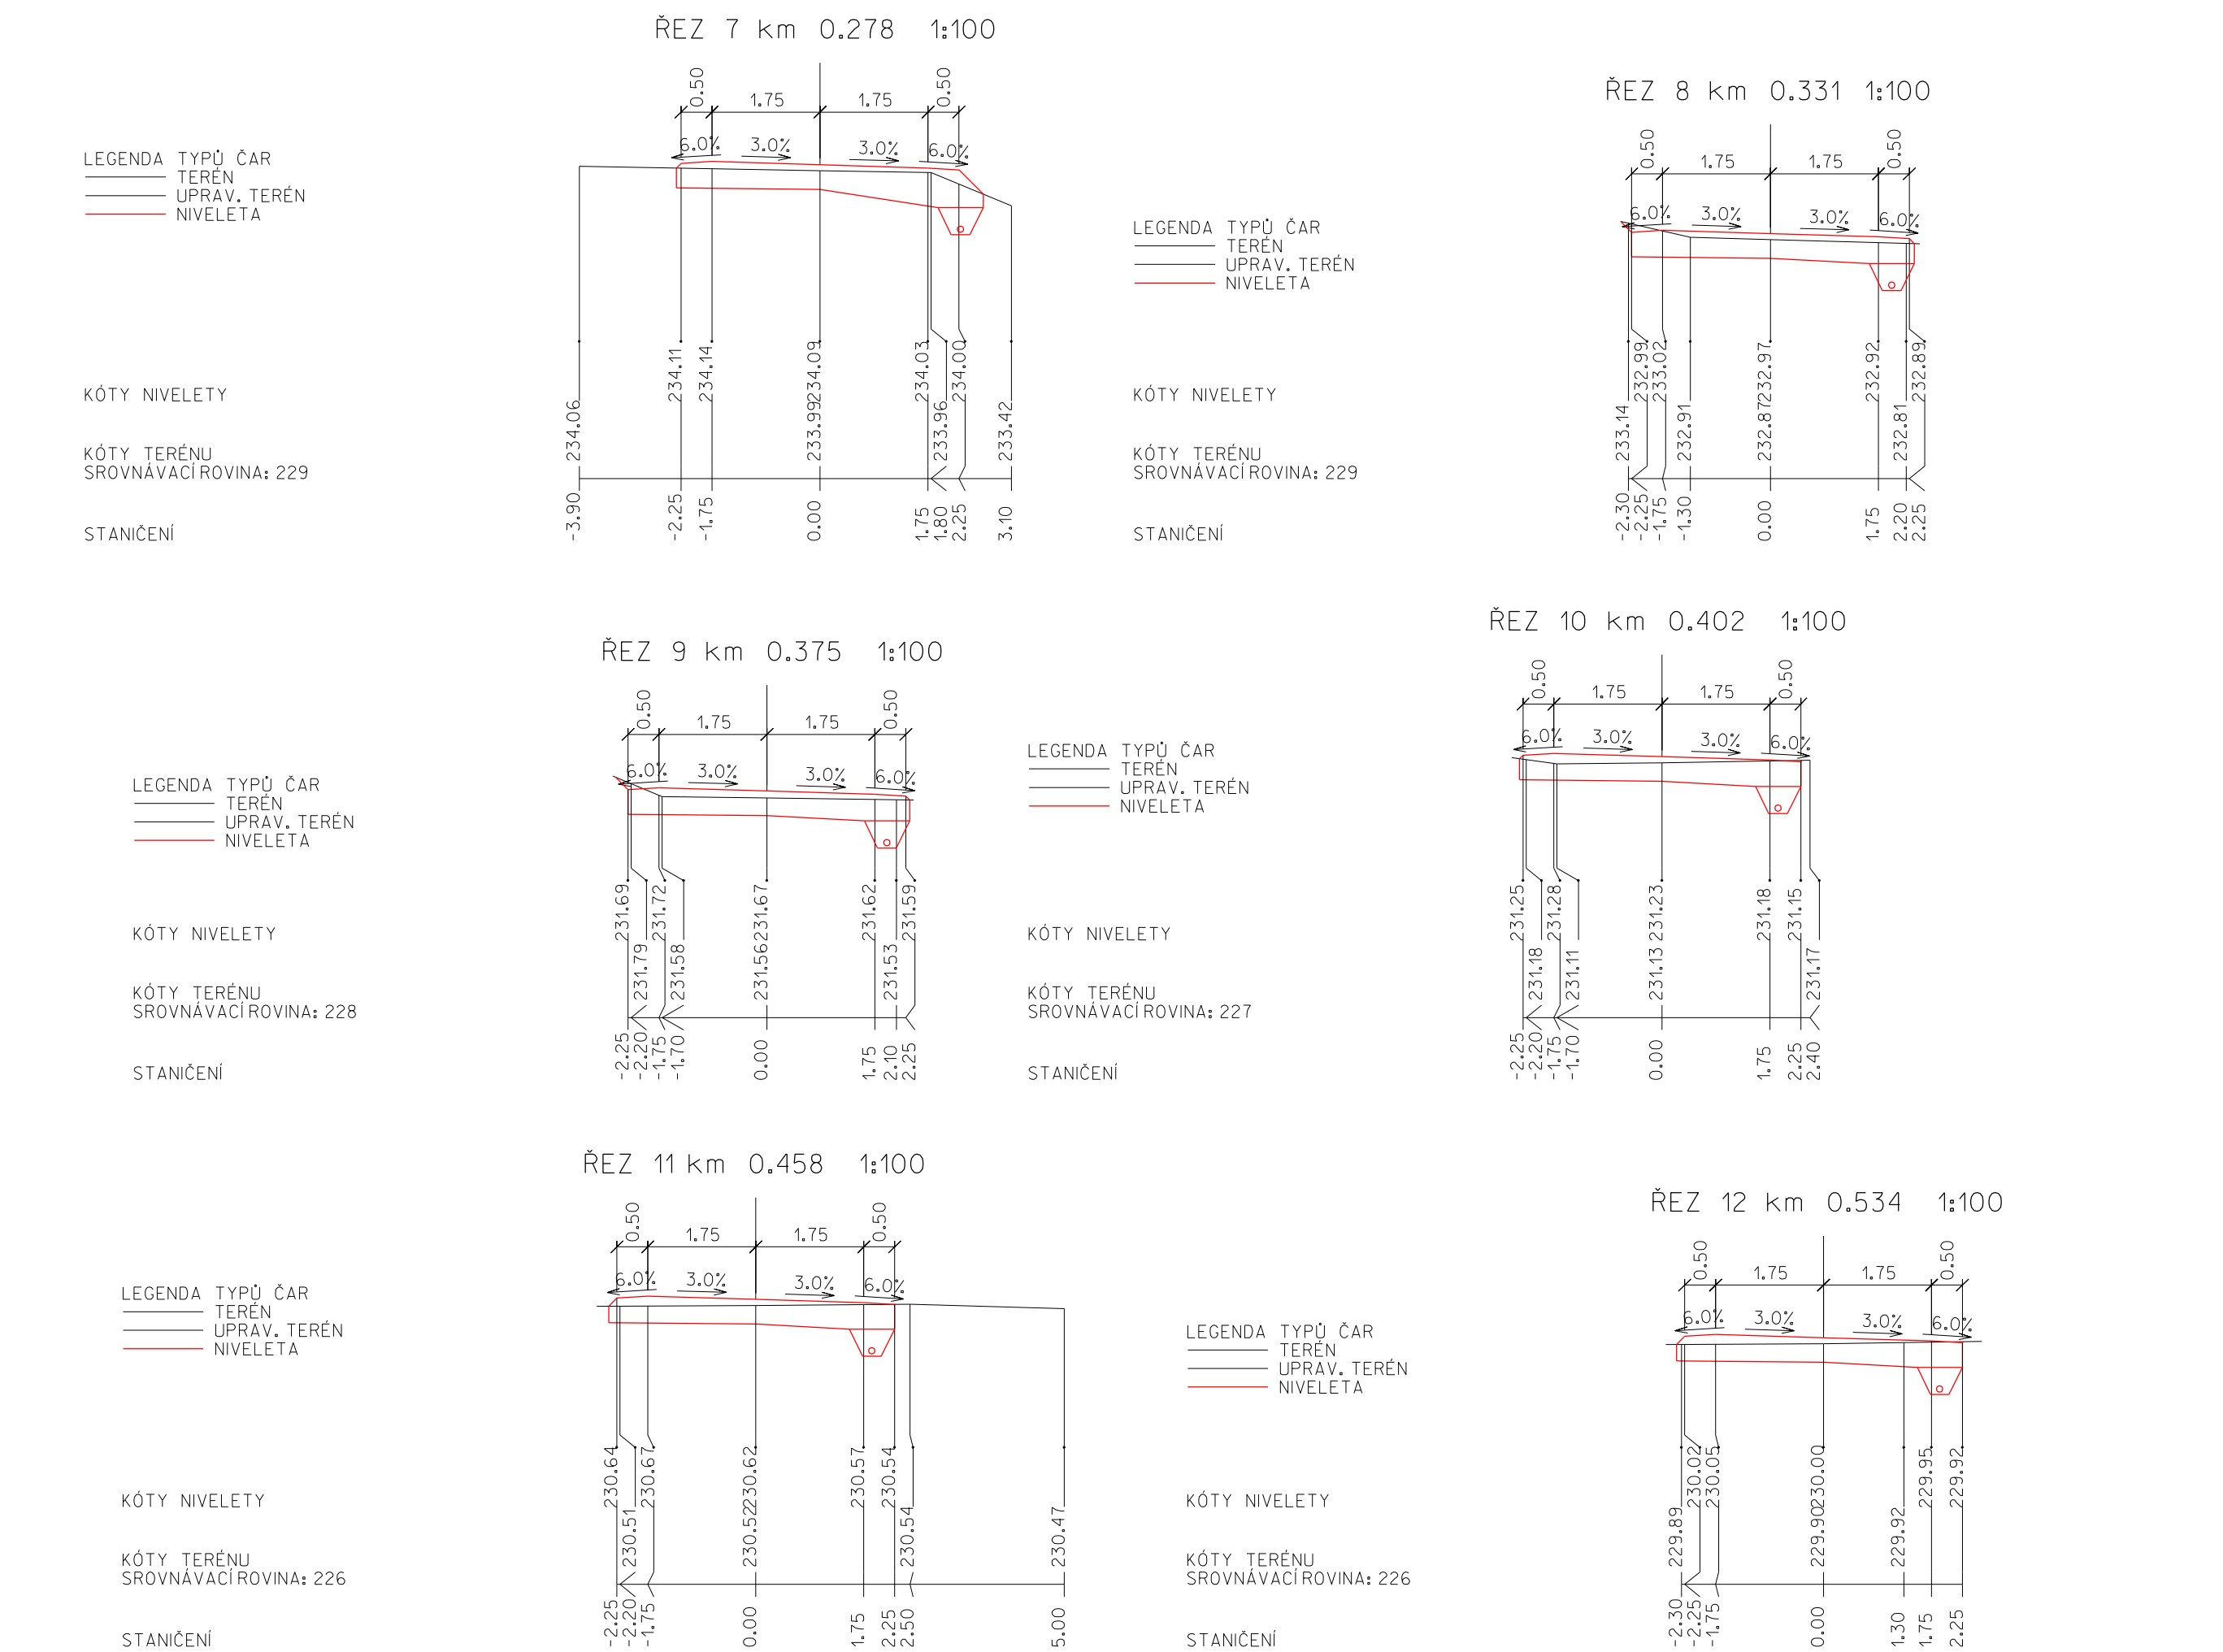 ŘEZ 7 km 0.278 1:100
0.50
1.75
1.75
0.50
6.0%
3.0%
3.0%
6.0%
LEGENDA TYPŮ ČAR
TERÉN
UPRAV. TERÉN
NIVELETA
KÓTY NIVELETY
234.11
234.14
234.09
234.03
234.00
KÓTY TERÉNU
234.06
233.99
233.96
233.42
SROVNÁVACÍ ROVINA: 229
STANIČENÍ
-3.90
-2.25
-1.75
0.00
1.75
1.80
2.25
3.10
ŘEZ 8 km 0.331 1:100
0.50
1.75
1.75
0.50
6.0%
3.0%
3.0%
6.0%
LEGENDA TYPŮ ČAR
TERÉN
UPRAV. TERÉN
NIVELETA
KÓTY NIVELETY
232.99
233.02
232.97
232.92
232.89
KÓTY TERÉNU
233.14
232.91
232.87
232.81
SROVNÁVACÍ ROVINA: 229
STANIČENÍ
-2.30
-2.25
-1.75
-1.30
0.00
1.75
2.20
2.25
ŘEZ 9 km 0.375 1:100
0.50
1.75
1.75
0.50
6.0%
3.0%
3.0%
6.0%
LEGENDA TYPŮ ČAR
TERÉN
UPRAV. TERÉN
NIVELETA
KÓTY NIVELETY
231.69
231.72
231.67
231.62
231.59
KÓTY TERÉNU
231.79
231.58
231.56
231.53
SROVNÁVACÍ ROVINA: 228
STANIČENÍ
-2.25
-2.20
-1.75
-1.70
0.00
1.75
2.10
2.25
ŘEZ 10 km 0.402 1:100
0.50
1.75
1.75
0.50
6.0%
3.0%
3.0%
6.0%
LEGENDA TYPŮ ČAR
TERÉN
UPRAV. TERÉN
NIVELETA
KÓTY NIVELETY
231.25
231.28
231.23
231.18
231.15
KÓTY TERÉNU
231.18
231.11
231.13
231.17
SROVNÁVACÍ ROVINA: 227
STANIČENÍ
-2.25
-2.20
-1.75
-1.70
0.00
1.75
2.25
2.40
ŘEZ 11 km 0.458 1:100
0.50
1.75
1.75
0.50
6.0%
3.0%
3.0%
6.0%
LEGENDA TYPŮ ČAR
TERÉN
UPRAV. TERÉN
NIVELETA
KÓTY NIVELETY
230.64
230.67
230.62
230.57
230.54
KÓTY TERÉNU
230.51
230.52
230.54
230.47
SROVNÁVACÍ ROVINA: 226
STANIČENÍ
-2.25
-2.20
-1.75
0.00
1.75
2.25
2.50
5.00
ŘEZ 12 km 0.534 1:100
0.50
1.75
1.75
0.50
6.0%
3.0%
3.0%
6.0%
LEGENDA TYPŮ ČAR
TERÉN
UPRAV. TERÉN
NIVELETA
KÓTY NIVELETY
230.02
230.05
230.00
229.95
229.92
KÓTY TERÉNU
229.89
229.90
229.92
SROVNÁVACÍ ROVINA: 226
STANIČENÍ
-2.30
-2.25
-1.75
0.00
1.30
1.75
2.25